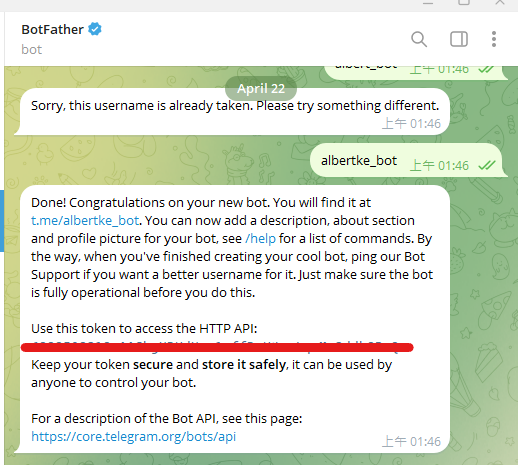 BotFather
bot
albert_bot 上午 01:46
April 22
Sorry, this username is already taken. Please try something different.
上午 01:46
albertke_bot 上午 01:46
Done! Congratulations on your new bot. You will find it at
t.me/albertke_bot. You can now add a description, about section
and profile picture for your bot, see /help for a list of commands. By
the way, when you've finished creating your cool bot, ping our Bot
Support if you want a better username for it. Just make sure the bot
is fully operational before you do this.
Use this token to access the HTTP API:
Keep your token secure and store it safely, it can be used by
anyone to control your bot.
For a description of the Bot API, see this page:
https://core.telegram.org/bots/api
上午 01:46